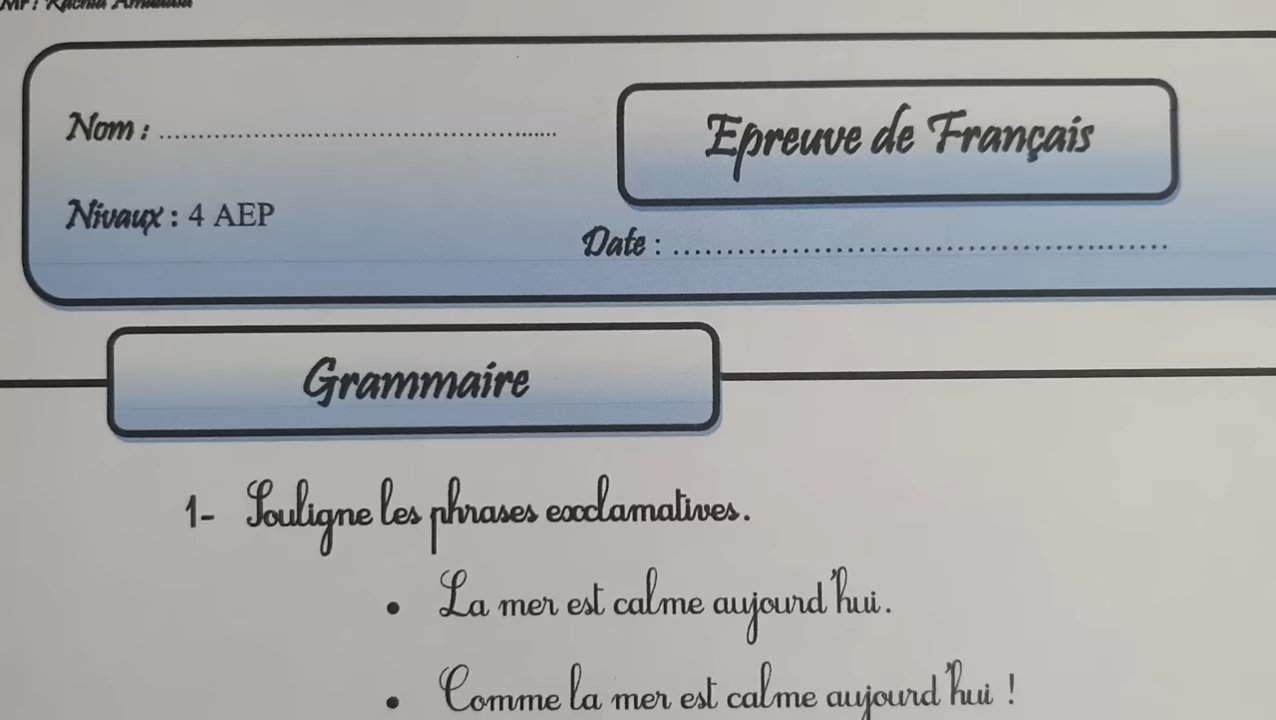 Nom : ..........................................................
Epreuve de Français
Nivaux : 4 AEP
Date : ..................................................
Grammaire
1- Souligne les phrases exclamatives.
• La mer est calme aujourd'hui.
• Comme la mer est calme aujourd'hui !